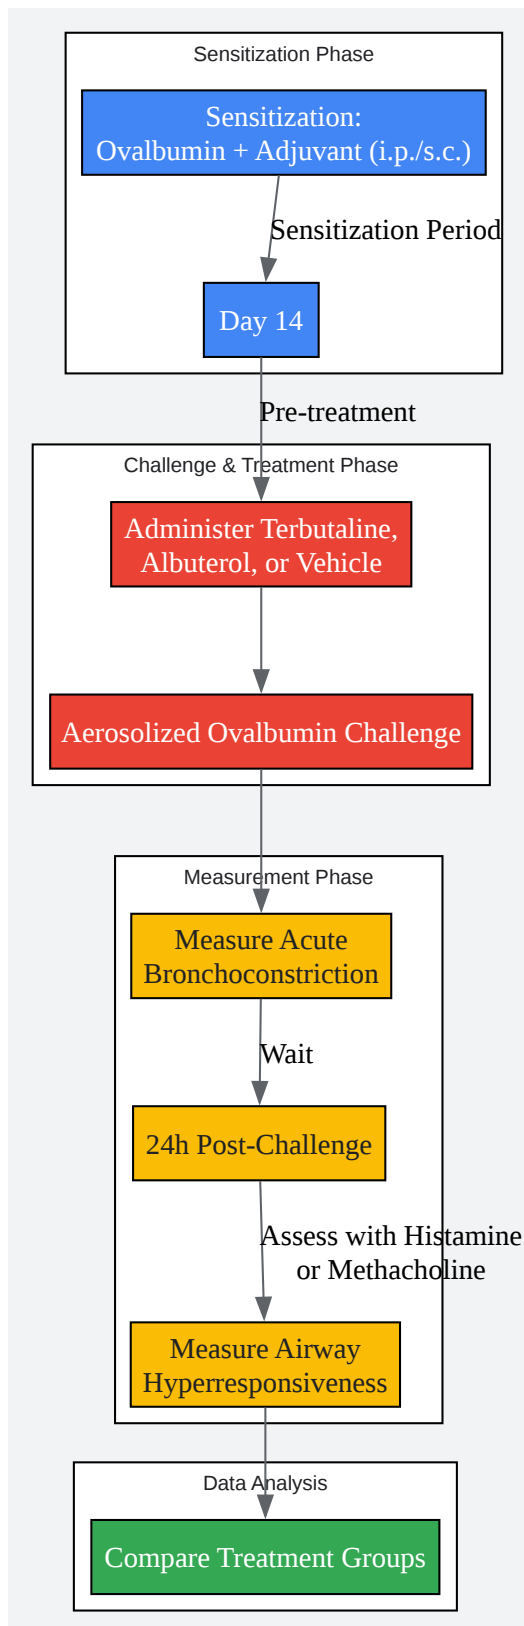 Sensitization Phase
Sensitization:
Ovalbumin + Adjuvant (i.p./s.c.)
Sensitization Period
Day 14
Pre-treatment
Challenge & Treatment Phase
Administer Terbutaline,
Albuterol, or Vehicle
Aerosolized Ovalbumin Challenge
Measurement Phase
Measure Acute
Bronchoconstriction
Wait
24h Post-Challenge
Assess with Histamine
or Methacholine
Measure Airway
Hyperresponsiveness
Data Analysis
Compare Treatment Groups